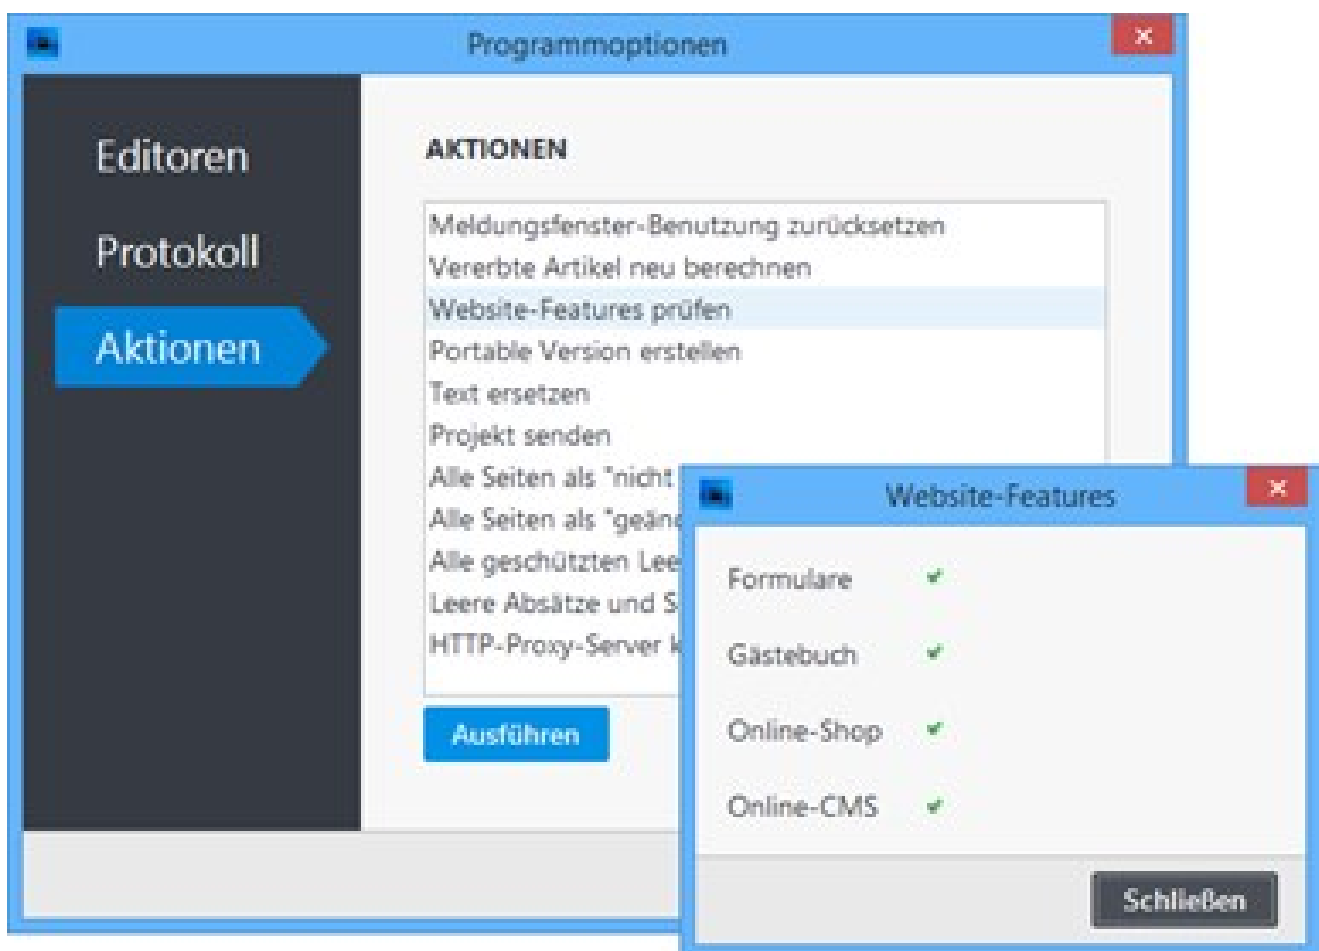 Programmoptionen
Editoren
Protokoll
Aktionen
AKTIONEN
Meldungsfenster-Benutzung zurücksetzen
Vererbte Artikel neu berechnen
Website-Features prüfen
Portable Version erstellen
Text ersetzen
Projekt senden
Alle Seiten als "nicht
Alle Seiten als "geänd
Alle geschützten Lee
Leere Absätze und S
HTTP-Proxy-Server k
Ausführen
Website-Features
Formulare
Gästebuch
Online-Shop
Online-CMS
Schließen